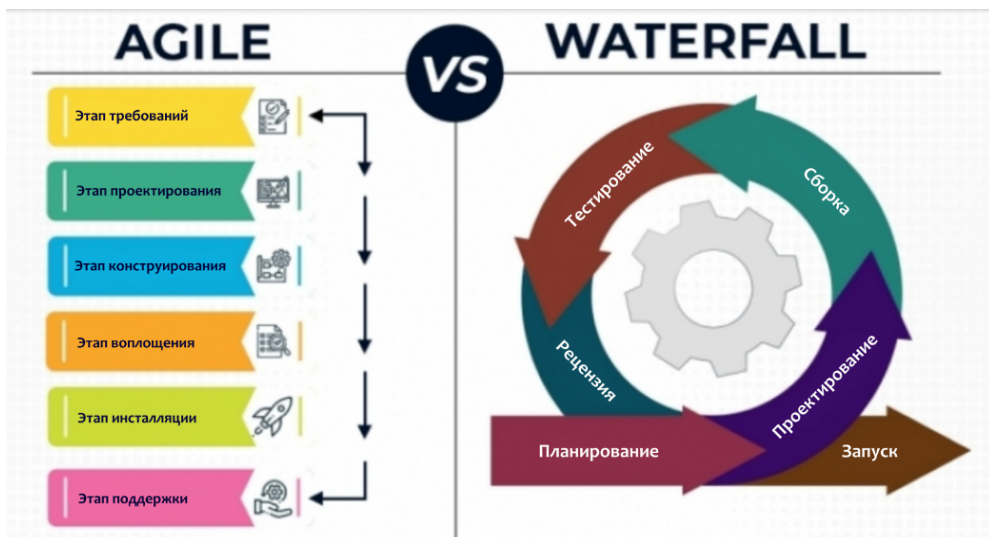 AGILE
VS
WATERFALL
Этап требований
Этап проектирования
Этап конструирования
Этап воплощения
Этап инсталляции
Этап поддержки
Тестирование
Сборка
Рецензия
Проектирование
Планирование
Запуск